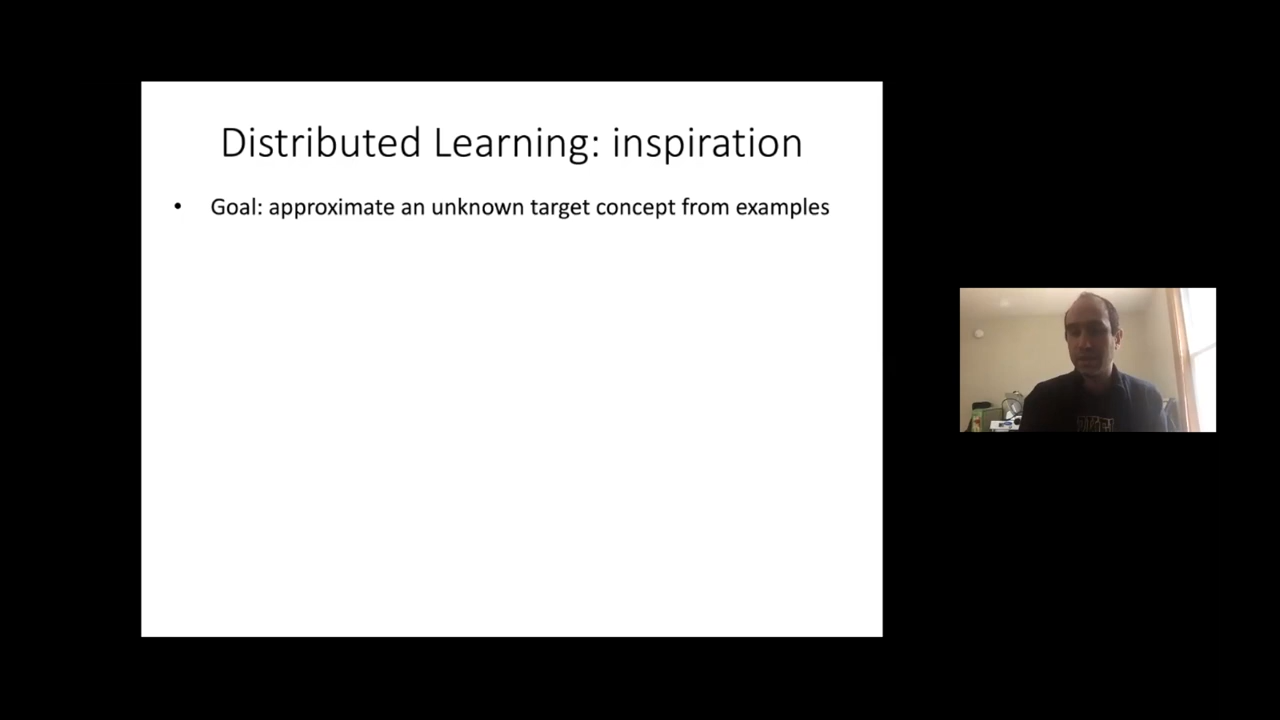 Distributed Learning: inspiration
• Goal: approximate an unknown target concept from examples